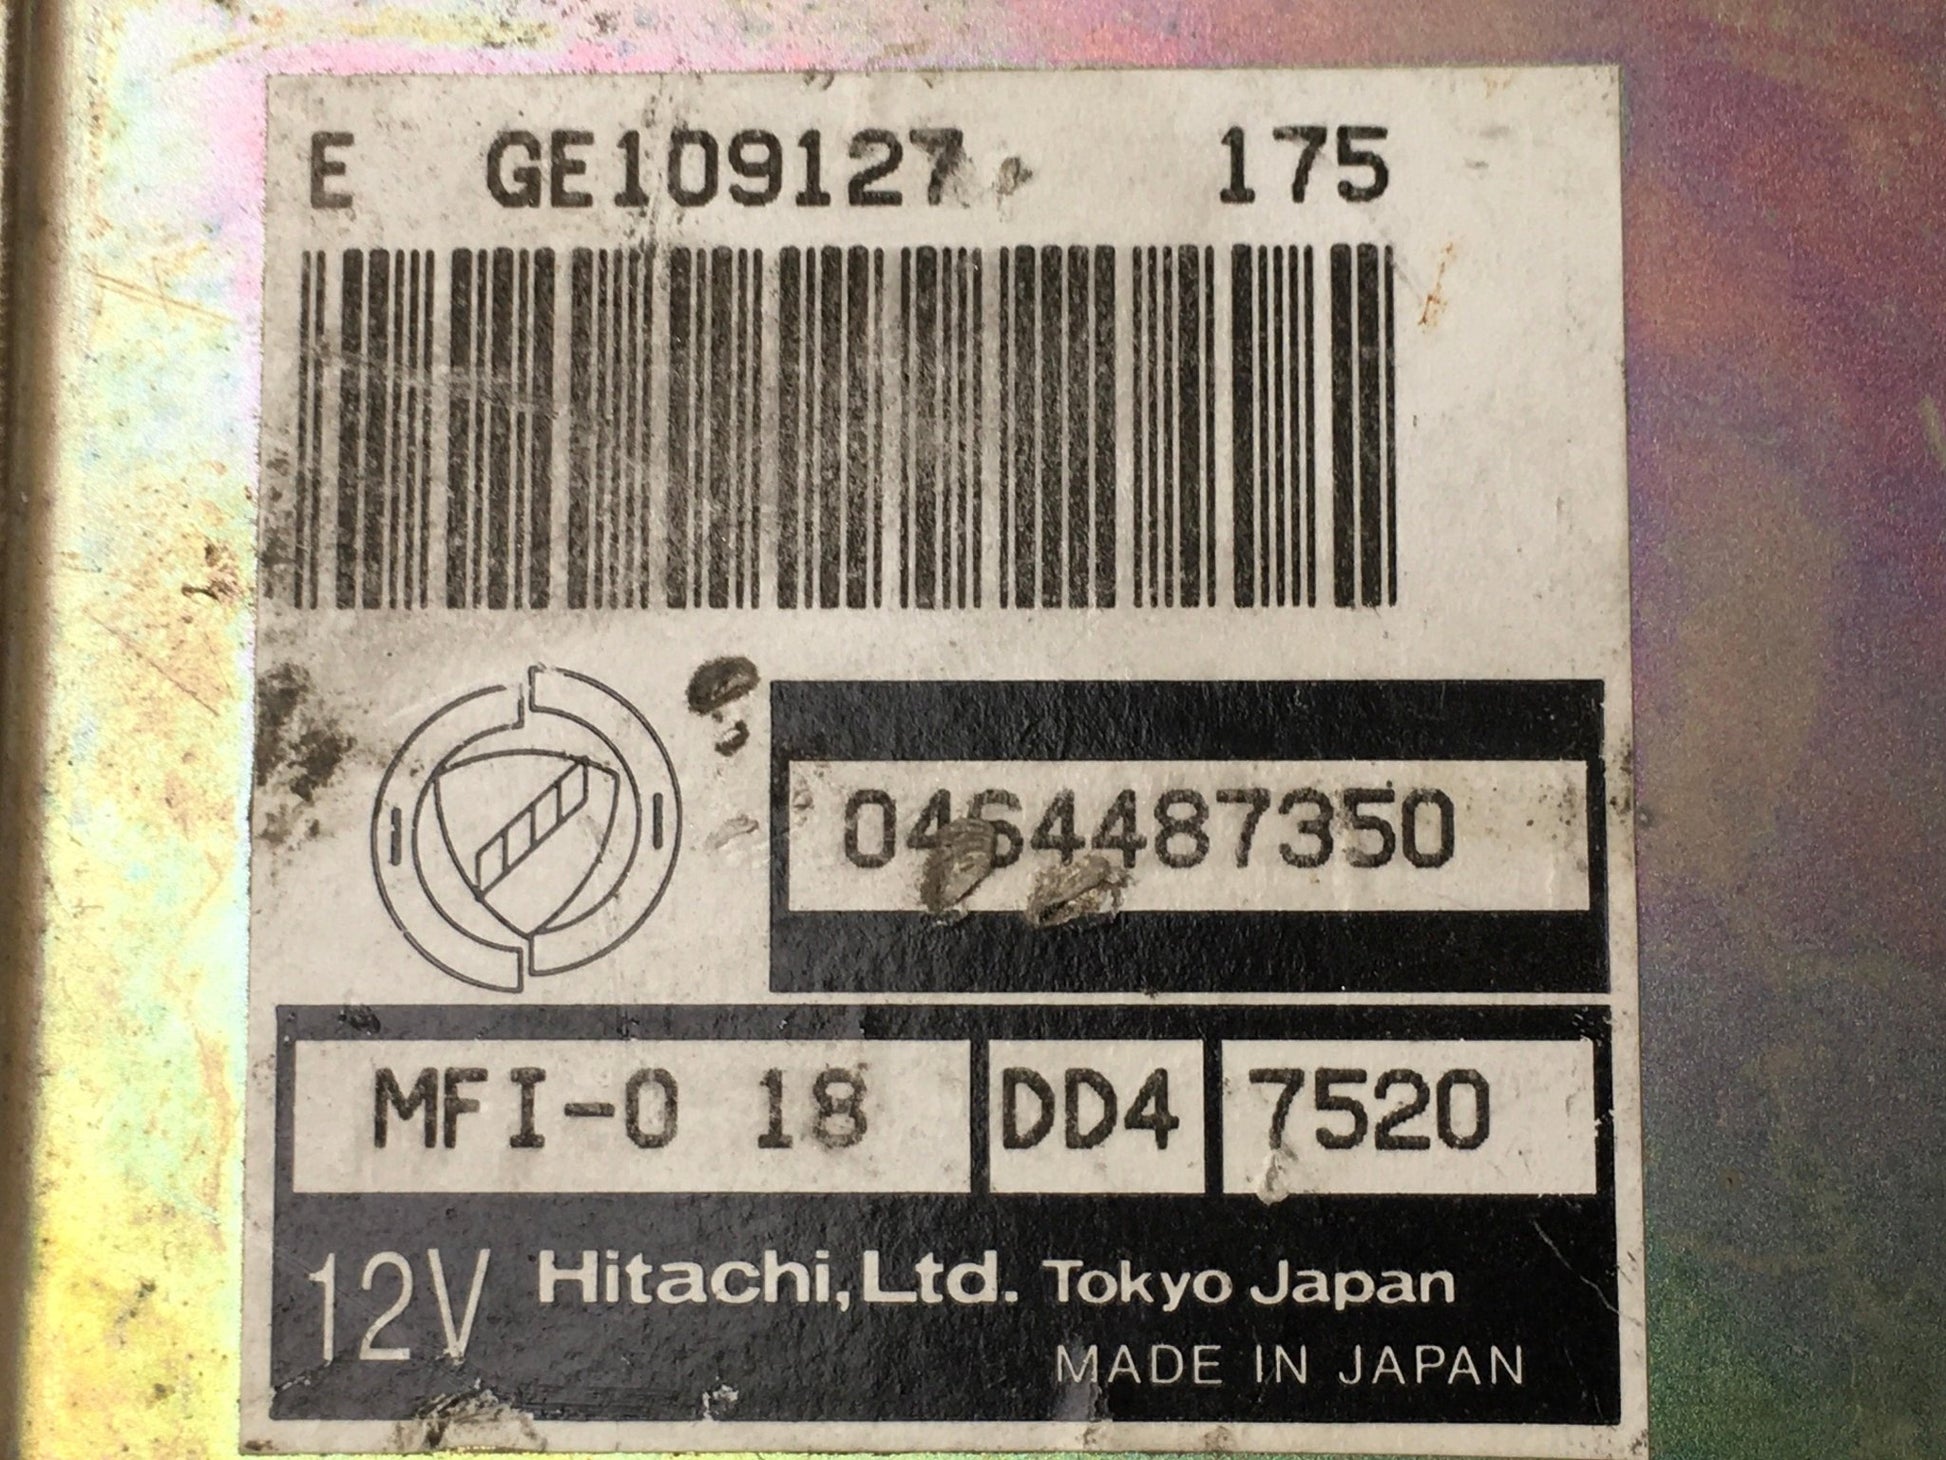 E GE109127 175
0464487350
MFI-0 18 DD4 7520
12V Hitachi, Ltd. Tokyo Japan
MADE IN JAPAN